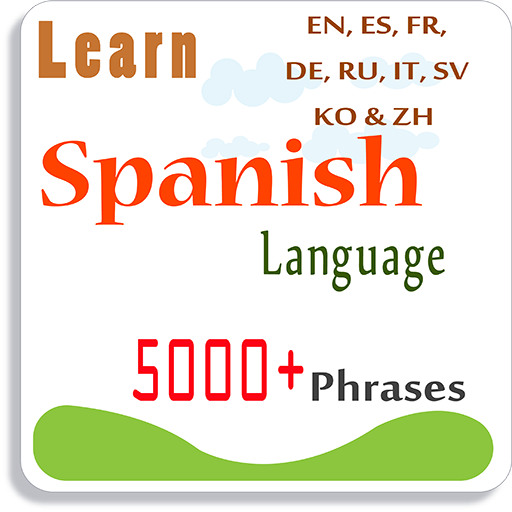 Learn
EN, ES, FR,
DE, RU, IT, SV
KO & ZH
Spanish
Language
5000+ Phrases